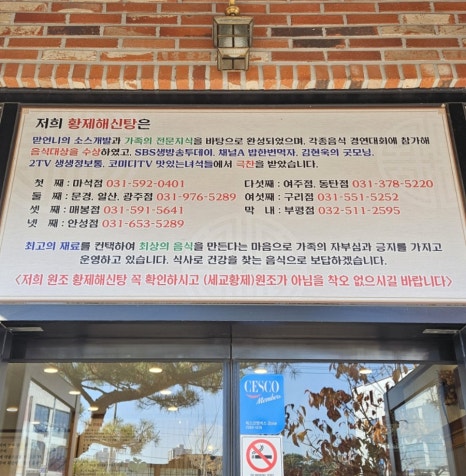 저희 황제해신탕은
맏언니의 소스개발과 가족의 전문지식을 바탕으로 완성되었으며, 각종음식 경연대회에 참가해
음식대상을 수상하였고, SBS생방송투데이, 채널A 밥한번먹자, 김현욱의 굿모닝,
2TV 생생정보통, 코미디TV 맛있는녀석들에서 극찬을 받았습니다.
첫 째 : 마석점 031-592-0401
둘 째 : 문경, 일산, 광주점 031-976-5289
셋 째 : 매봉점 031-591-5641
넷 째 : 안성점 031-653-5289
다섯째 : 여주점, 동탄점 031-378-5220
여섯째 : 구리점 031-551-5252
막 내 : 부평점 032-511-2595
최고의 재료를 컨택하여 최상의 음식을 만든다는 마음으로 가족의 자부심과 긍지를 가지고
운영하고 있습니다. 식사로 건강을 찾는 음식으로 보답하겠습니다.
<저희 원조 황제해신탕 꼭 확인하시고 (세교황제)원조가 아님을 착오 없으시길 바랍니다>
CESCO
Members